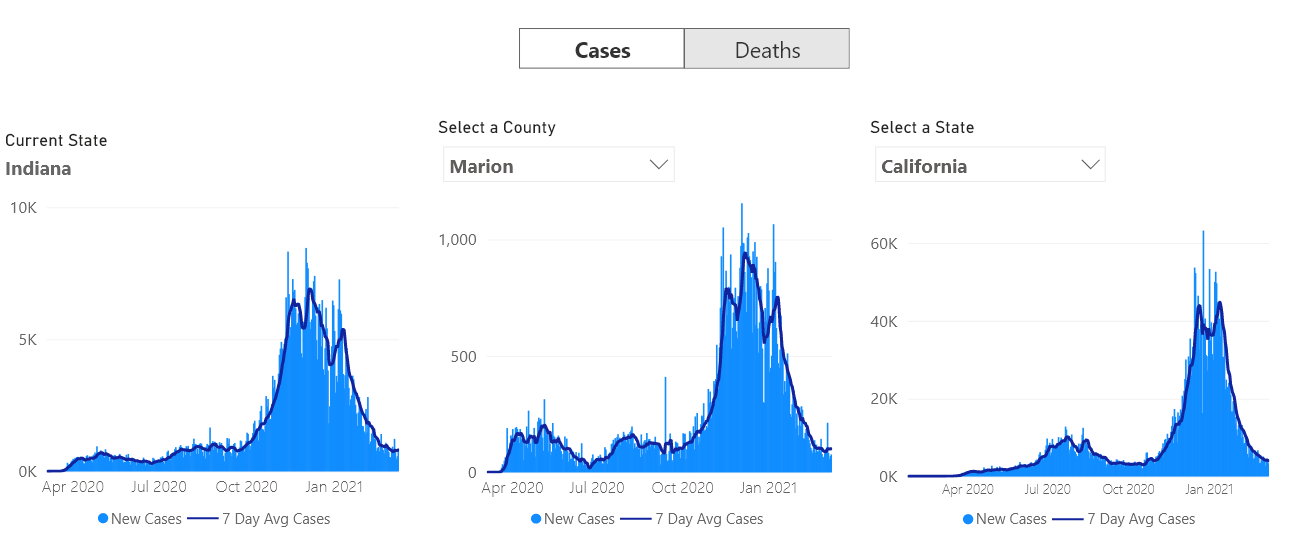 Cases Deaths
Current State
Indiana
10K
5K
0K
Apr 2020 Jul 2020 Oct 2020 Jan 2021
New Cases 7 Day Avg Cases
Select a County
Marion
1,000
500
0
Apr 2020 Jul 2020 Oct 2020 Jan 2021
New Cases 7 Day Avg Cases
Select a State
California
60K
40K
20K
0K
Apr 2020 Jul 2020 Oct 2020 Jan 2021
New Cases 7 Day Avg Cases